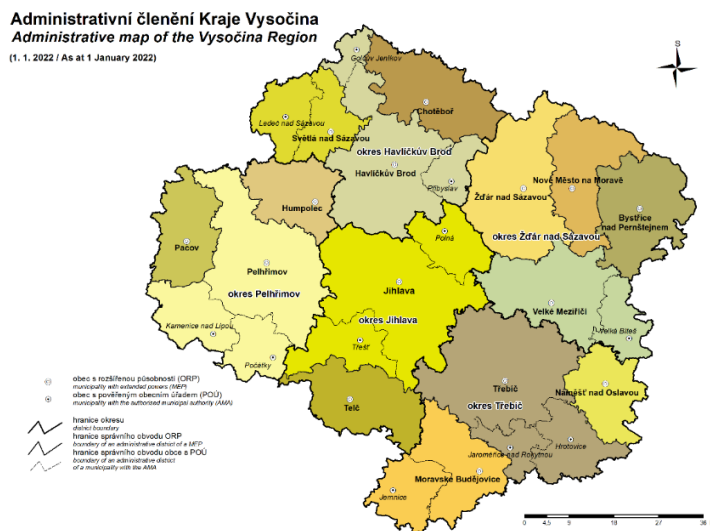 Administrativní členění Kraje Vysočina
Administrative map of the Vysočina Region
(1. 1. 2022 / As at 1 January 2022)
S
Golčův Jeníkov
Chotěboř
Ledeč nad Sázavou
Světlá nad Sázavou
okres Havlíčkův Brod
Havlíčkův Brod
Přibyslav
Nové Město na Moravě
Žďár nad Sázavou
Humpolec
Bystřice
nad Pernštejnem
Polná
okres Žďár nad Sázavou
Pacov
Pelhřimov
okres Pelhřimov
Jihlava
Velké Meziříčí
okres Jihlava
Kamenice nad Lipou
Velká Bíteš
Třešť
Počátky
Třebíč
Náměšť nad Oslavou
Telč
okres Třebíč
Hrotovice
Jaroměřice nad Rokytnou
Moravské Budějovice
Jemnice
obec s rozšířenou působností (ORP)
municipality with extended powers (MEP)
obec s pověřeným obecním úřadem (POÚ)
municipality with the authorised municipal authority (AMA)
hranice okresu
district boundary
hranice správního obvodu ORP
boundary of an administrative district of a MEP
hranice správního obvodu obce s POÚ
boundary of an administrative district
of a municipality with the AMA
0 4,5 9 18 27 36